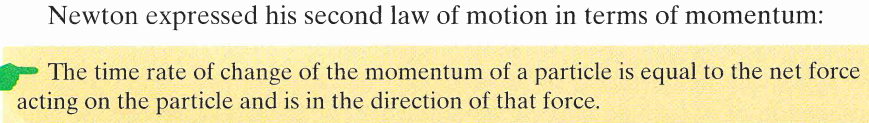 Newton expressed his second law of motion in terms of momentum:
The time rate of change of the momentum of a particle is equal to the net force
acting on the particle and is in the direction of that force.